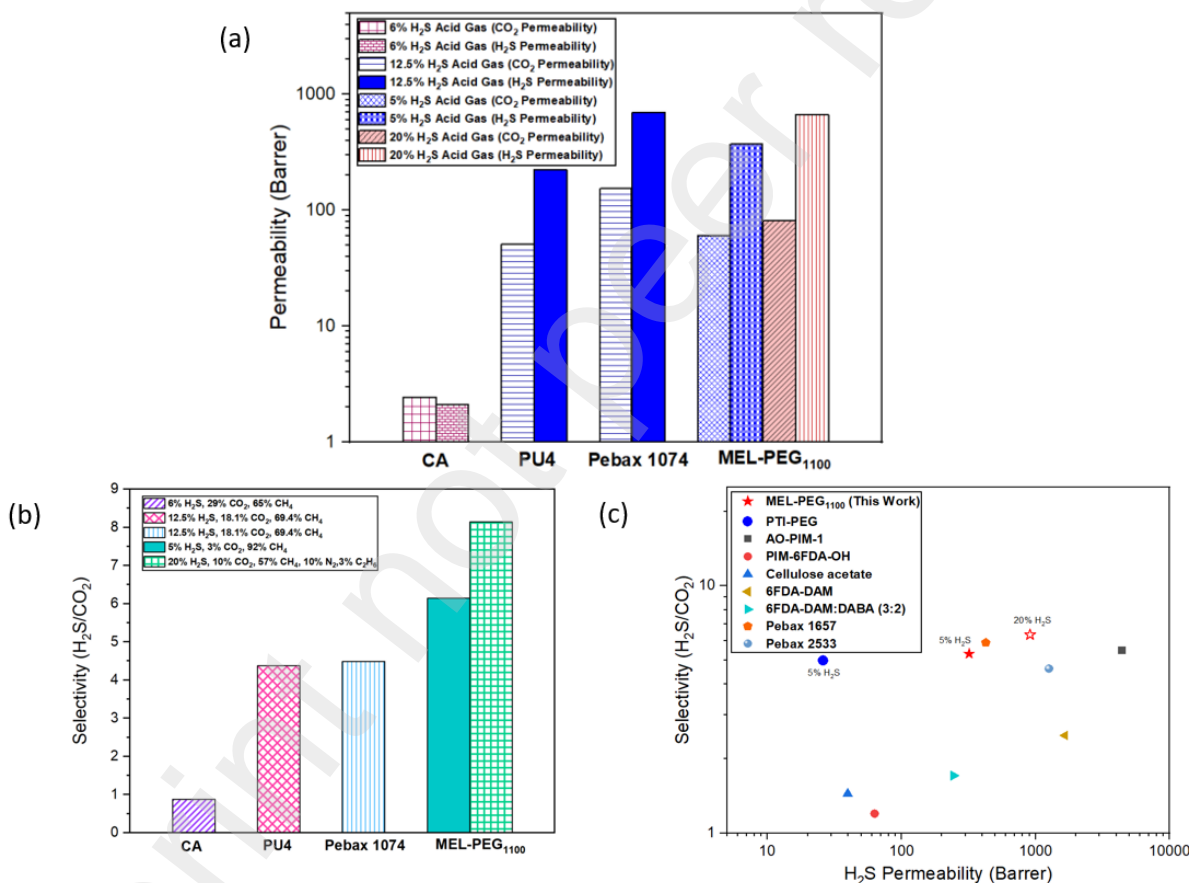 (a)
6% H₂S Acid Gas (CO₂ Permeability)
6% H₂S Acid Gas (H₂S Permeability)
12.5% H₂S Acid Gas (CO₂ Permeability)
12.5% H₂S Acid Gas (H₂S Permeability)
5% H₂S Acid Gas (CO₂ Permeability)
5% H₂S Acid Gas (H₂S Permeability)
20% H₂S Acid Gas (CO₂ Permeability)
20% H₂S Acid Gas (H₂S Permeability)
Permeability (Barrer)
1000
100
10
1
CA PU4 Pebax 1074 MEL-PEG₁₁₀₀
(b)
6% H₂S, 29% CO₂, 65% CH₄
12.5% H₂S, 18.1% CO₂, 69.4% CH₄
12.5% H₂S, 18.1% CO₂, 69.4% CH₄
5% H₂S, 3% CO₂, 92% CH₄
20% H₂S, 10% CO₂, 57% CH₄, 10% N₂,3% C₂H₆
Selectivity (H₂S/CO₂)
9
8
7
6
5
4
3
2
1
0
CA PU4 Pebax 1074 MEL-PEG₁₁₀₀
(c)
MEL-PEG₁₁₀₀ (This Work)
PTI-PEG
AO-PIM-1
PIM-6FDA-OH
Cellulose acetate
6FDA-DAM
6FDA-DAM:DABA (3:2)
Pebax 1657
Pebax 2533
20% H₂S
5% H₂S
5% H₂S
Selectivity (H₂S/CO₂)
10
1
10 100 1000 10000
H₂S Permeability (Barrer)
print not peer